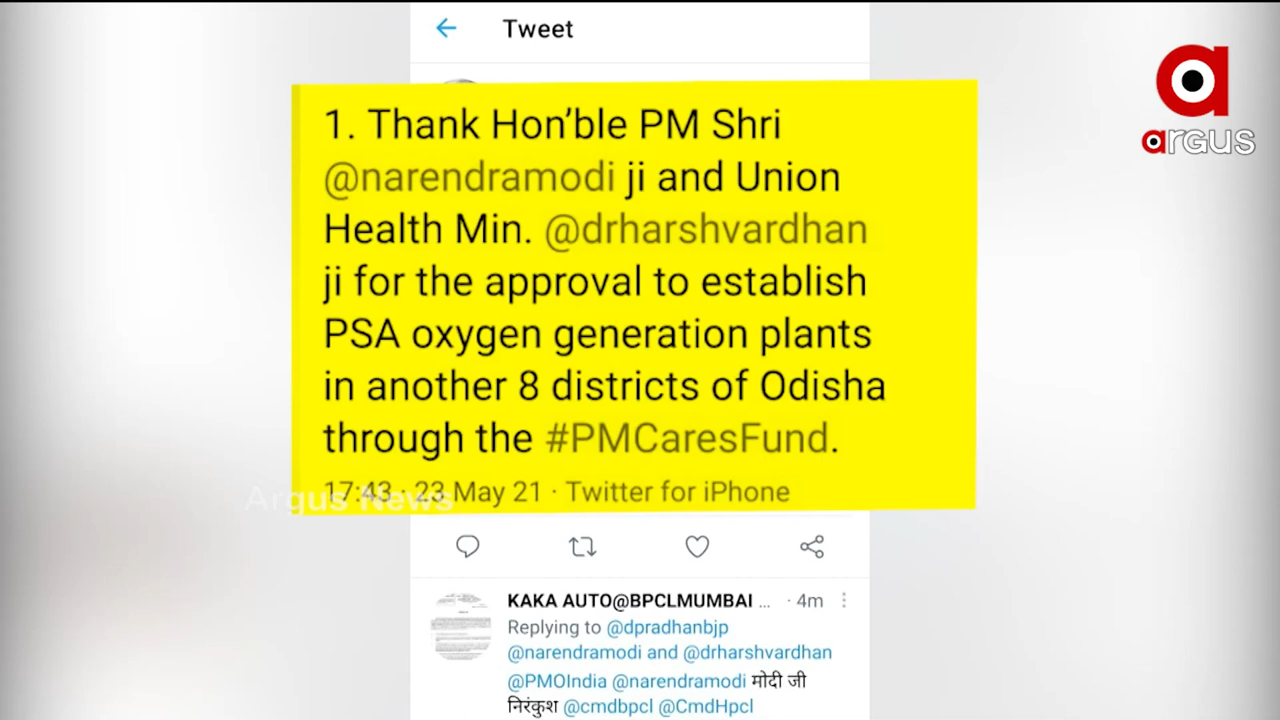 Tweet
argus
1. Thank Hon'ble PM Shri
@narendramodi ji and Union
Health Min. @drharshvardhan
ji for the approval to establish
PSA oxygen generation plants
in another 8 districts of Odisha
through the #PMCaresFund.
17:43 · 23 May 21 · Twitter for iPhone
Argus News
KAKA AUTO@BPCLMUMBAI ... · 4m
Replying to @dpradhanbjp
@narendramodi and @drharshvardhan
@PMOIndia @narendramodi मोदी जी
निरंकुश @cmdbpcl @CmdHpcl